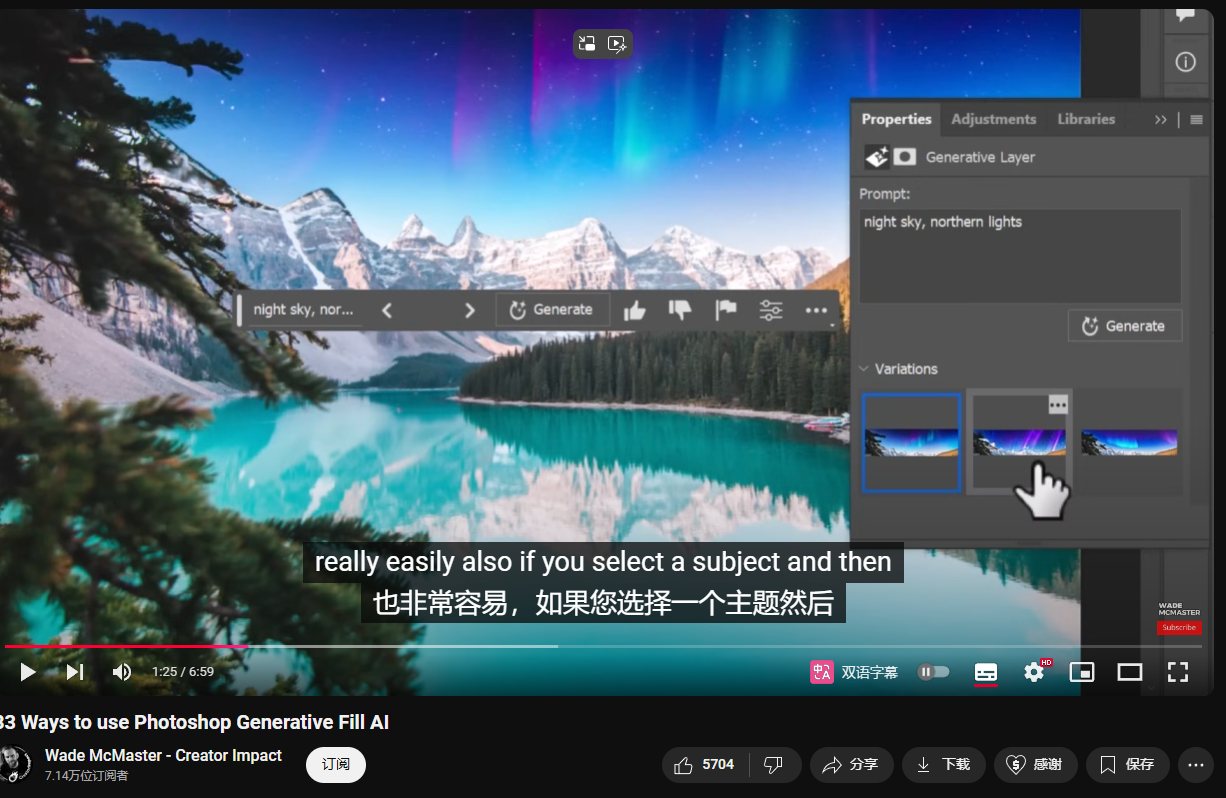 Properties
Adjustments
Libraries
Generative Layer
Prompt:
night sky, northern lights
night sky, nor...
Generate
Generate
Variations
really easily also if you select a subject and then
也非常容易，如果您选择一个主题然后
WADE
MCMASTER
Subscribe
1:25 / 6:59
中A
双语字幕
HD
33 Ways to use Photoshop Generative Fill AI
Wade McMaster - Creator Impact
7.14万位订阅者
订阅
5704
分享
下载
感谢
保存